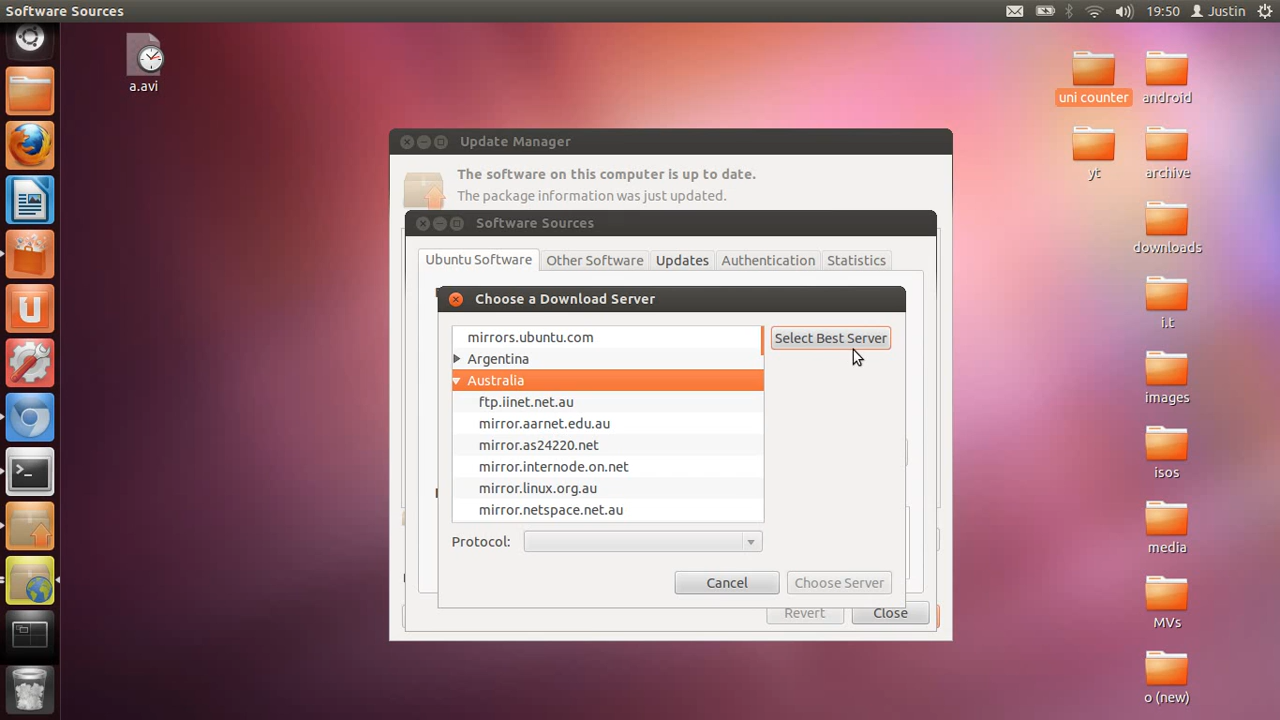 Software Sources
19:50
Justin
a.avi
uni counter
android
yt
archive
downloads
i.t
images
isos
media
MVs
o (new)
Update Manager
The software on this computer is up to date.
The package information was just updated.
Software Sources
Ubuntu Software
Other Software
Updates
Authentication
Statistics
Choose a Download Server
mirrors.ubuntu.com
Select Best Server
Argentina
Australia
ftp.iinet.net.au
mirror.aarnet.edu.au
mirror.as24220.net
mirror.internode.on.net
mirror.linux.org.au
mirror.netspace.net.au
Protocol:
Cancel
Choose Server
Revert
Close